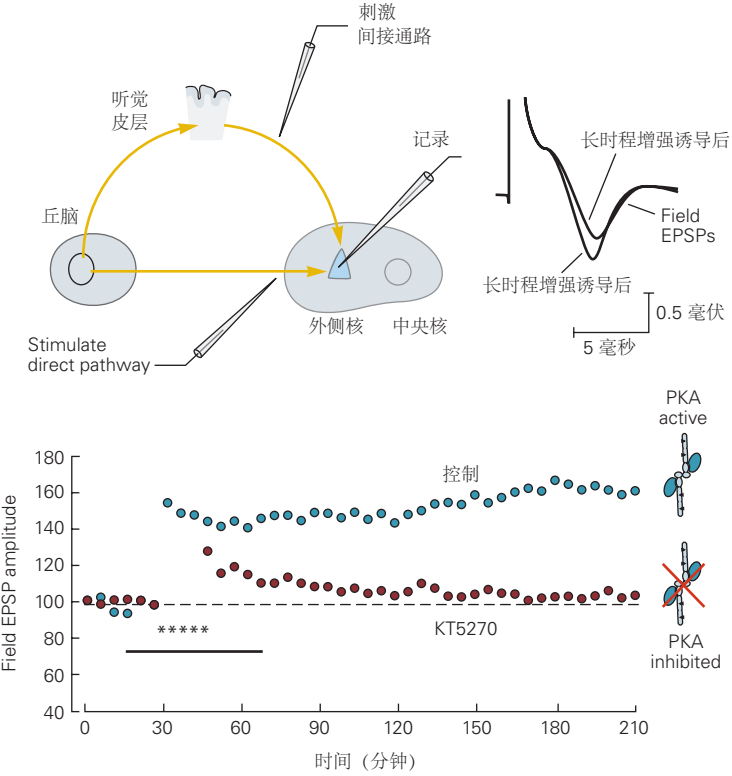 刺激
间接通路
听觉
皮层
记录
长时程增强诱导后
丘脑
Field
EPSPs
长时程增强诱导后
0.5 毫伏
外侧核
中央核
5 毫秒
Stimulate
direct pathway
PKA
active
控制
Field EPSP amplitude
180
160
140
120
100
80
60
40
*****
KT5270
PKA
inhibited
0
30
60
90
120
150
180
210
时间（分钟）